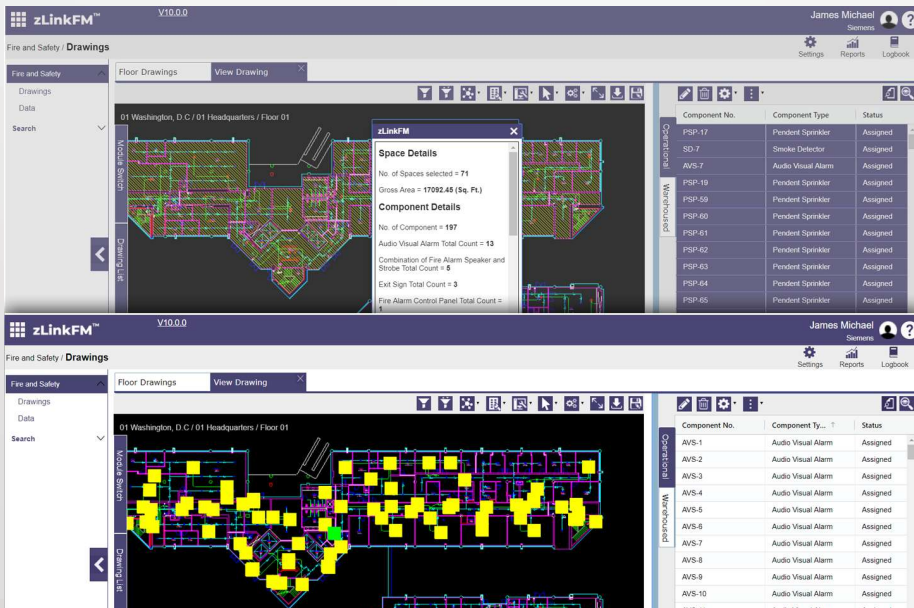 zLinkFM™
V10.0.0
James Michael
Siemens
?
Fire and Safety / Drawings
Settings
Reports
Logbook
Fire and Safety
Drawings
Data
Search
Floor Drawings
View Drawing
01 Washington, D.C / 01 Headquarters / Floor 01
Module Switch
Drawing List
zLinkFM
Space Details
No. of Spaces selected = 71
Gross Area = 17092.45 (Sq. Ft.)
Component Details
No. of Component = 197
Audio Visual Alarm Total Count = 13
Combination of Fire Alarm Speaker and
Strobe Total Count = 5
Exit Sign Total Count = 3
Fire Alarm Control Panel Total Count =
1
Operational
Warehoused
Component No. Component Type Status
PSP-17 Pendent Sprinkler Assigned
SD-7 Smoke Detector Assigned
AVS-7 Audio Visual Alarm Assigned
PSP-19 Pendent Sprinkler Assigned
PSP-59 Pendent Sprinkler Assigned
PSP-60 Pendent Sprinkler Assigned
PSP-61 Pendent Sprinkler Assigned
PSP-62 Pendent Sprinkler Assigned
PSP-63 Pendent Sprinkler Assigned
PSP-64 Pendent Sprinkler Assigned
PSP-65 Pendent Sprinkler Assigned
zLinkFM™
V10.0.0
James Michael
Siemens
?
Fire and Safety / Drawings
Settings
Reports
Logbook
Fire and Safety
Drawings
Data
Search
Floor Drawings
View Drawing
01 Washington, D.C / 01 Headquarters / Floor 01
Module Switch
Drawing List
Operational
Warehoused
Component No. Component Ty... Status
AVS-1 Audio Visual Alarm Assigned
AVS-2 Audio Visual Alarm Assigned
AVS-3 Audio Visual Alarm Assigned
AVS-4 Audio Visual Alarm Assigned
AVS-5 Audio Visual Alarm Assigned
AVS-6 Audio Visual Alarm Assigned
AVS-7 Audio Visual Alarm Assigned
AVS-8 Audio Visual Alarm Assigned
AVS-9 Audio Visual Alarm Assigned
AVS-10 Audio Visual Alarm Assigned